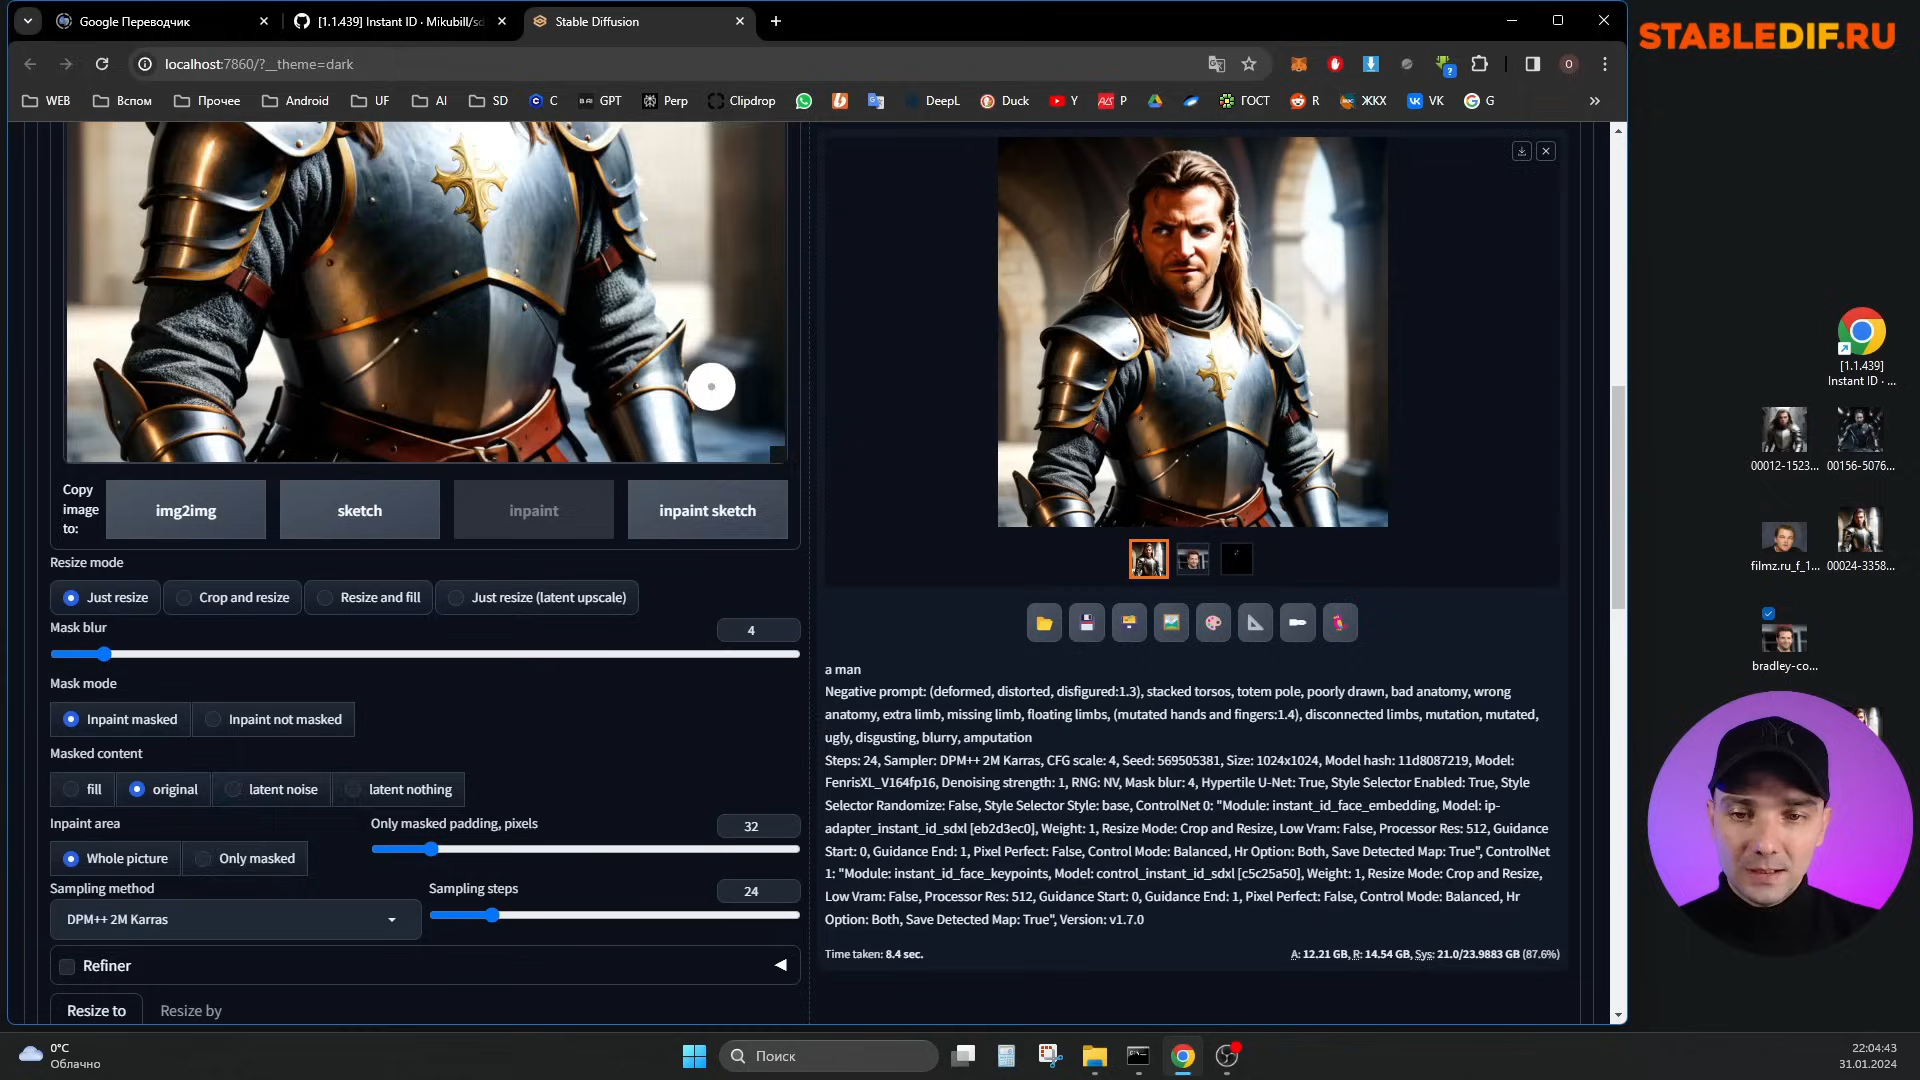 Google Переводчик
[1.1.439] Instant ID · Mikubill/sd
Stable Diffusion
STABLEDIF.RU
localhost:7860/?__theme=dark
O
WEB
Вспом
Прочее
Android
UF
AI
SD
C
GPT
Perp
Clipdrop
DeepL
Duck
Y
P
ГОСТ
R
ЖКХ
VK
G
Copy image to:
img2img
sketch
inpaint
inpaint sketch
Resize mode
Just resize
Crop and resize
Resize and fill
Just resize (latent upscale)
Mask blur
4
Mask mode
Inpaint masked
Inpaint not masked
Masked content
fill
original
latent noise
latent nothing
Inpaint area
Whole picture
Only masked
Only masked padding, pixels
32
Sampling method
DPM++ 2M Karras
Sampling steps
24
Refiner
Resize to
Resize by
a man
Negative prompt: (deformed, distorted, disfigured:1.3), stacked torsos, totem pole, poorly drawn, bad anatomy, wrong
anatomy, extra limb, missing limb, floating limbs, (mutated hands and fingers:1.4), disconnected limbs, mutation, mutated,
ugly, disgusting, blurry, amputation
Steps: 24, Sampler: DPM++ 2M Karras, CFG scale: 4, Seed: 569505381, Size: 1024x1024, Model hash: 11d8087219, Model:
FenrisXL_V164fp16, Denoising strength: 1, RNG: NV, Mask blur: 4, Hypertile U-Net: True, Style Selector Enabled: True, Style
Selector Randomize: False, Style Selector Style: base, ControlNet 0: "Module: instant_id_face_embedding, Model: ip-
adapter_instant_id_sdxl [eb2d3ec0], Weight: 1, Resize Mode: Crop and Resize, Low Vram: False, Processor Res: 512, Guidance
Start: 0, Guidance End: 1, Pixel Perfect: False, Control Mode: Balanced, Hr Option: Both, Save Detected Map: True", ControlNet
1: "Module: instant_id_face_keypoints, Model: control_instant_id_sdxl [c5c25a50], Weight: 1, Resize Mode: Crop and Resize,
Low Vram: False, Processor Res: 512, Guidance Start: 0, Guidance End: 1, Pixel Perfect: False, Control Mode: Balanced, Hr
Option: Both, Save Detected Map: True", Version: v1.7.0
Time taken: 8.4 sec.
A: 12.21 GB, R: 14.54 GB, Sys: 21.0/23.9883 GB (87.6%)
[1.1.439]
Instant ID · ...
00012-1523...
00156-5076...
filmz.ru_f_1...
00024-3358...
bradley-co...
0°C
Облачно
Поиск
22:04:43
31.01.2024